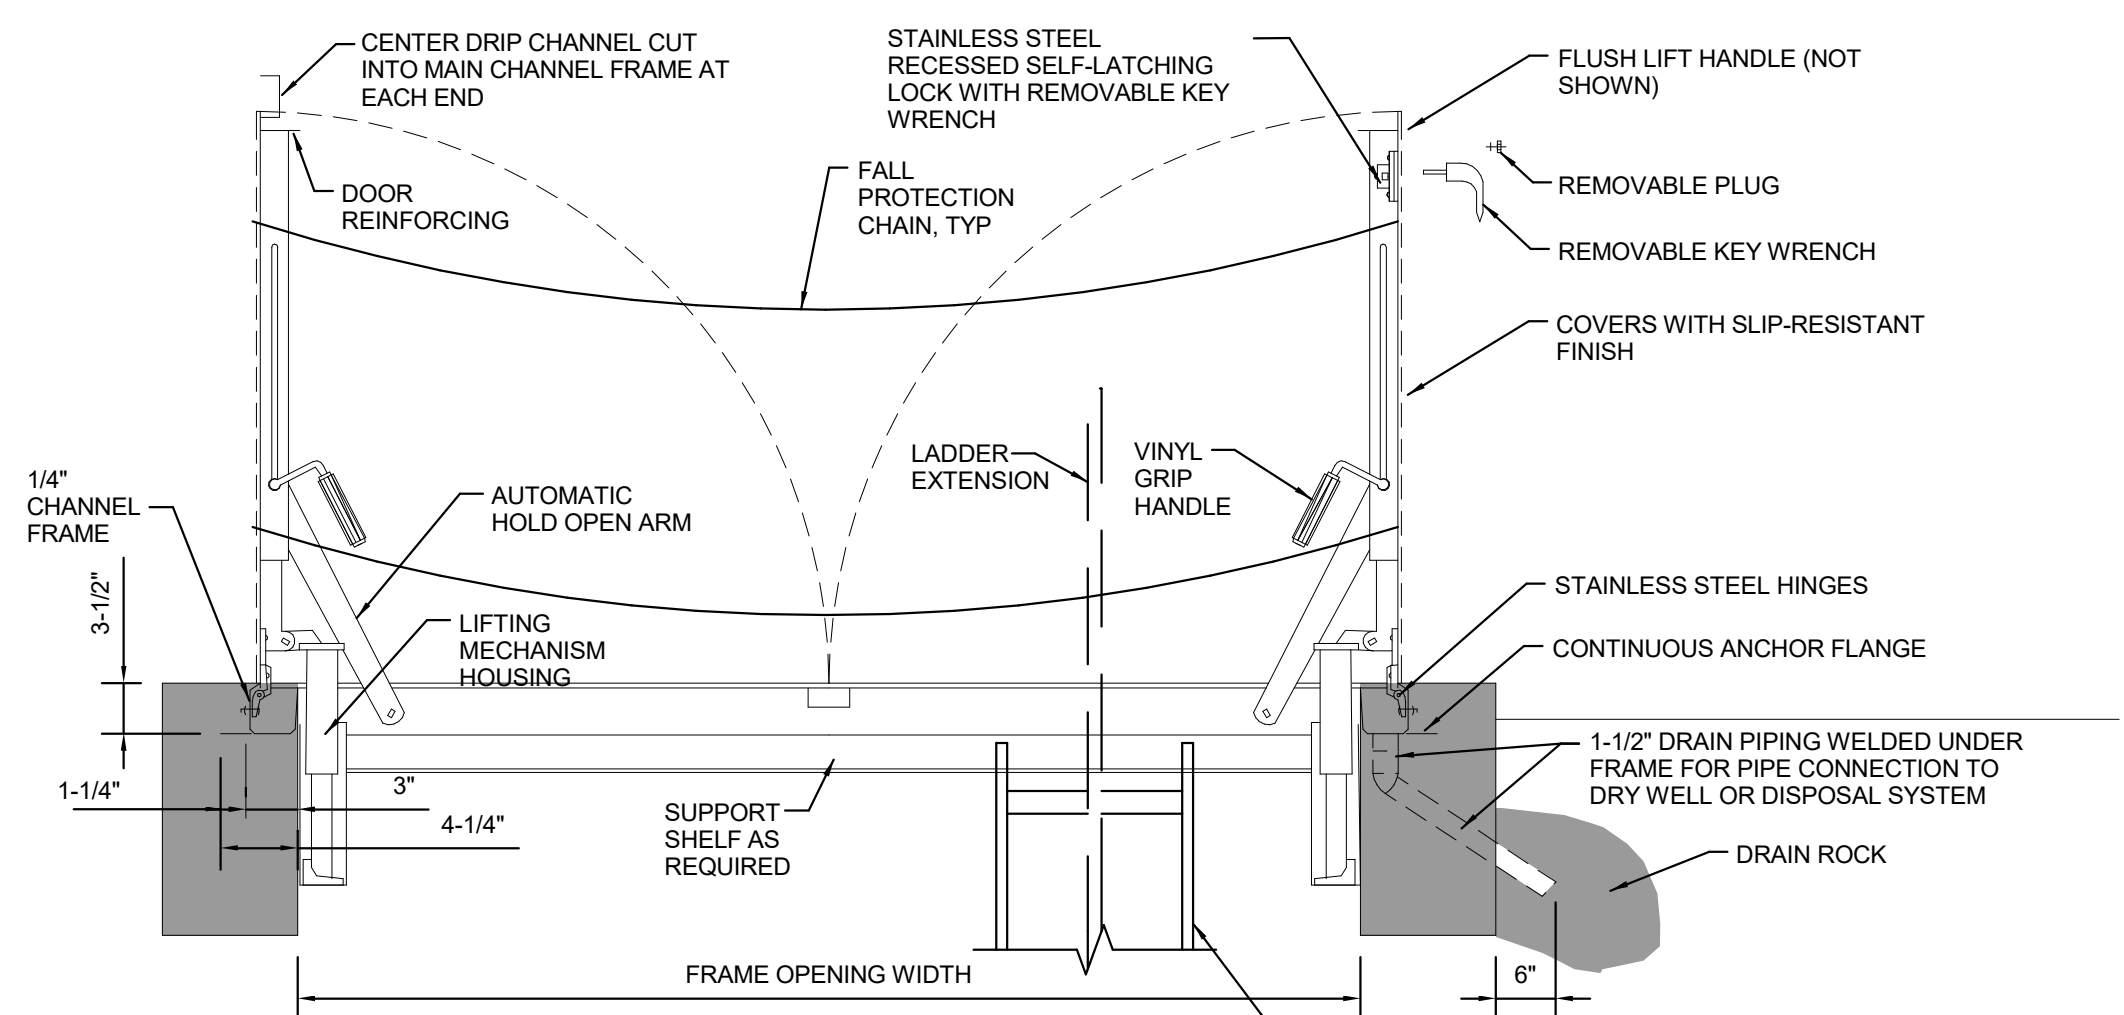 CENTER DRIP CHANNEL CUT
INTO MAIN CHANNEL FRAME AT
EACH END
STAINLESS STEEL
RECESSED SELF-LATCHING
LOCK WITH REMOVABLE KEY
WRENCH
FLUSH LIFT HANDLE (NOT
SHOWN)
DOOR
REINFORCING
FALL
PROTECTION
CHAIN, TYP
REMOVABLE PLUG
REMOVABLE KEY WRENCH
COVERS WITH SLIP-RESISTANT
FINISH
LADDER
EXTENSION
VINYL
GRIP
HANDLE
1/4"
CHANNEL
FRAME
AUTOMATIC
HOLD OPEN ARM
3-1/2"
LIFTING
MECHANISM
HOUSING
STAINLESS STEEL HINGES
CONTINUOUS ANCHOR FLANGE
1-1/2" DRAIN PIPING WELDED UNDER
FRAME FOR PIPE CONNECTION TO
DRY WELL OR DISPOSAL SYSTEM
1-1/4"
3"
4-1/4"
SUPPORT
SHELF AS
REQUIRED
DRAIN ROCK
FRAME OPENING WIDTH
6"